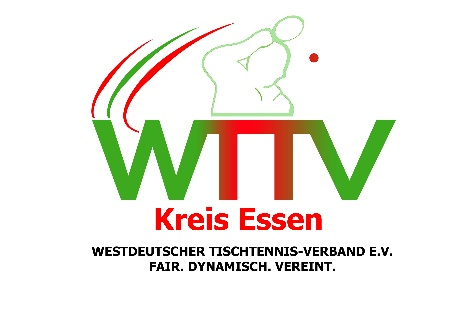 WTTV
Kreis Essen
WESTDEUTSCHER TISCHTENNIS-VERBAND E.V.
FAIR. DYNAMISCH. VEREINT.